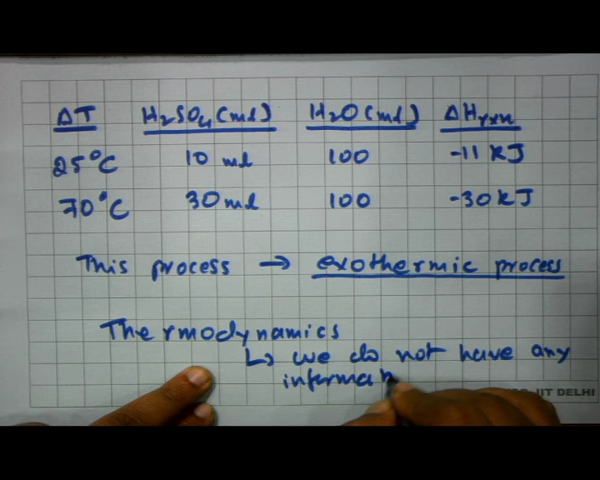 ΔT H₂SO₄(ml) H₂O(ml) ΔHrxn
25°C 10 ml 100 -11 KJ
70°C 30 ml 100 -30 KJ
This process → exothermic process
Thermodynamics
↳ we do not have any
informa
IIT DELHI